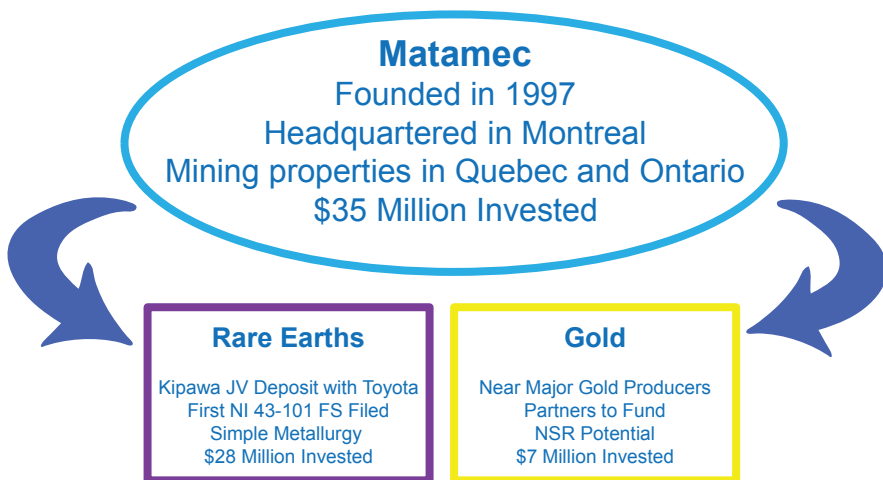 Matamec
Founded in 1997
Headquartered in Montreal
Mining properties in Quebec and Ontario
$35 Million Invested
Rare Earths
Kipawa JV Deposit with Toyota
First NI 43-101 FS Filed
Simple Metallurgy
$28 Million Invested
Gold
Near Major Gold Producers
Partners to Fund
NSR Potential
$7 Million Invested